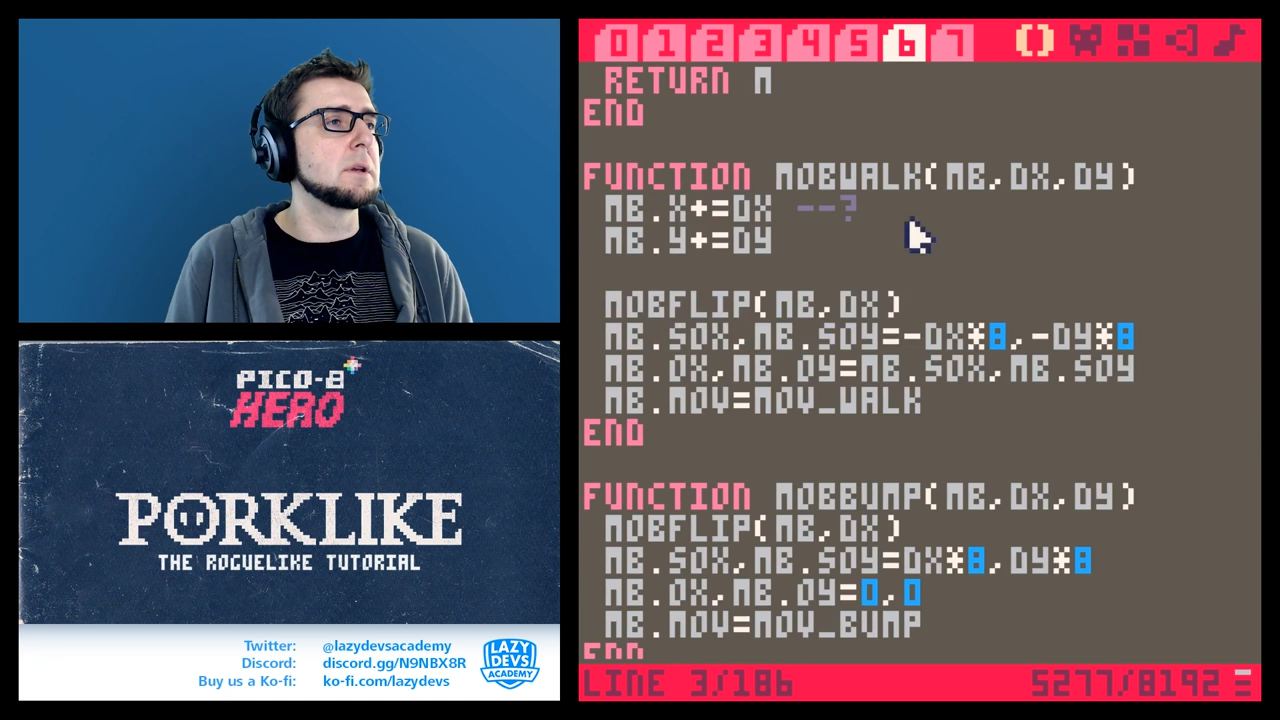 0 1 2 3 4 5 6 7 ()
RETURN M
END
FUNCTION MOBWALK(MB,DX,DY)
MB.X+=DX --?
MB.Y+=DY
MOBFLIP(MB,DX)
MB.SOX,MB.SOY=-DX*8,-DY*8
MB.OX,MB.OY=MB.SOX,MB.SOY
MB.MOV=MOV_WALK
END
FUNCTION MOBBUMP(MB,DX,DY)
MOBFLIP(MB,DX)
MB.SOX,MB.SOY=DX*8,DY*8
MB.OX,MB.OY=0,0
MB.MOV=MOV_BUMP
END
LINE 3/186 5277/8192
PICO-8
HERO
PORKLIKE
THE ROGUELIKE TUTORIAL
Twitter: @lazydevsacademy
Discord: discord.gg/N9NBX8R
Buy us a Ko-fi: ko-fi.com/lazydevs
LAZY
DEVS
ACADEMY